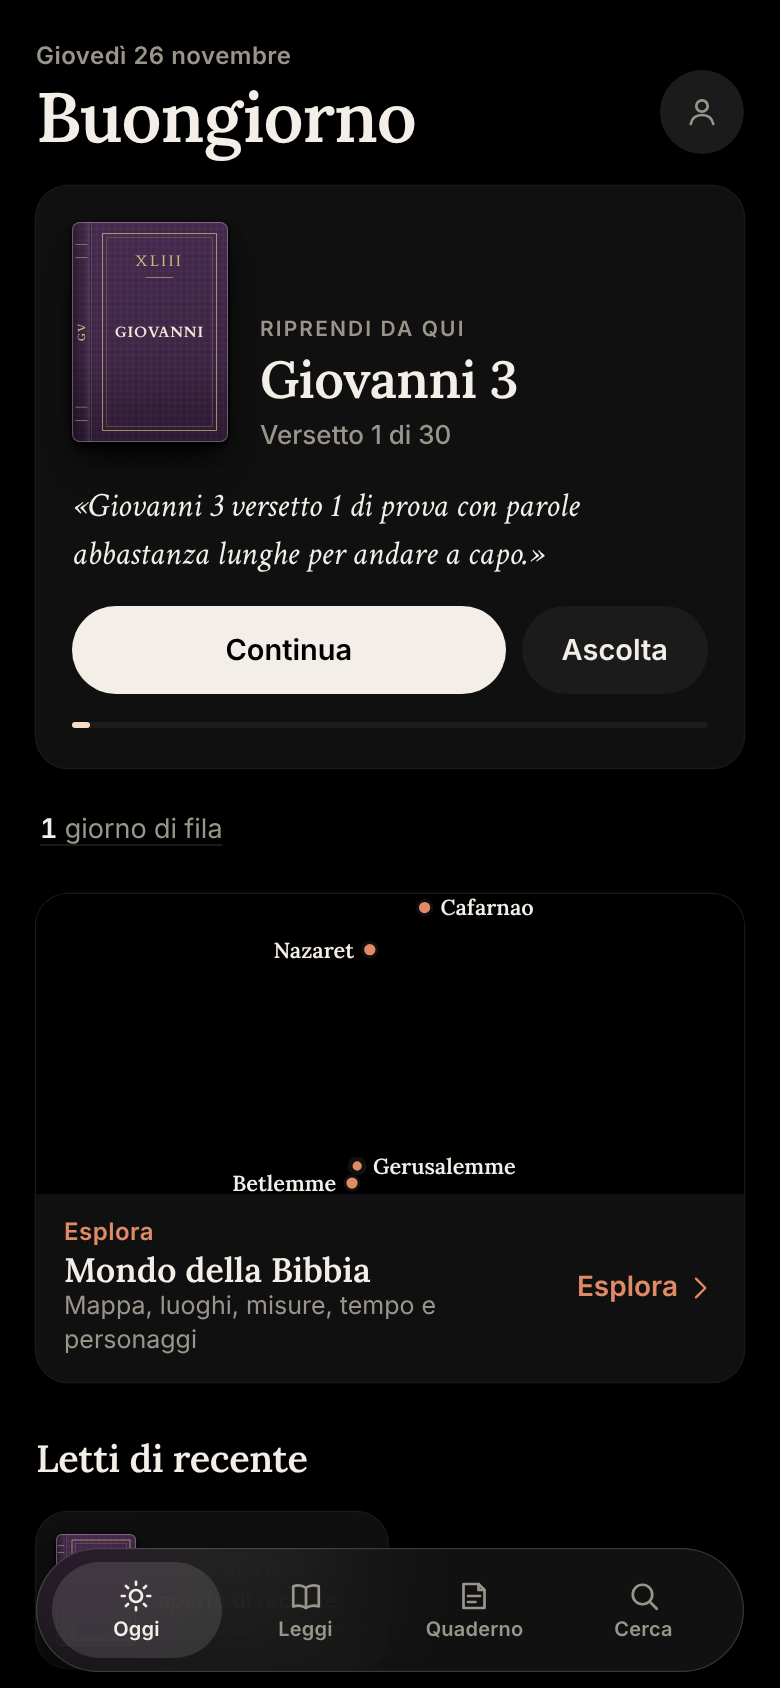 Giovedì 26 novembre
Buongiorno
XLIII
GIOVANNI
GV
RIPRENDI DA QUI
Giovanni 3
Versetto 1 di 30
«Giovanni 3 versetto 1 di prova con parole
abbastanza lunghe per andare a capo.»
Continua
Ascolta
1 giorno di fila
Cafarnao
Nazaret
Gerusalemme
Betlemme
Esplora
Mondo della Bibbia
Mappa, luoghi, misure, tempo e
personaggi
Esplora
Letti di recente
Oggi
Leggi
Quaderno
Cerca